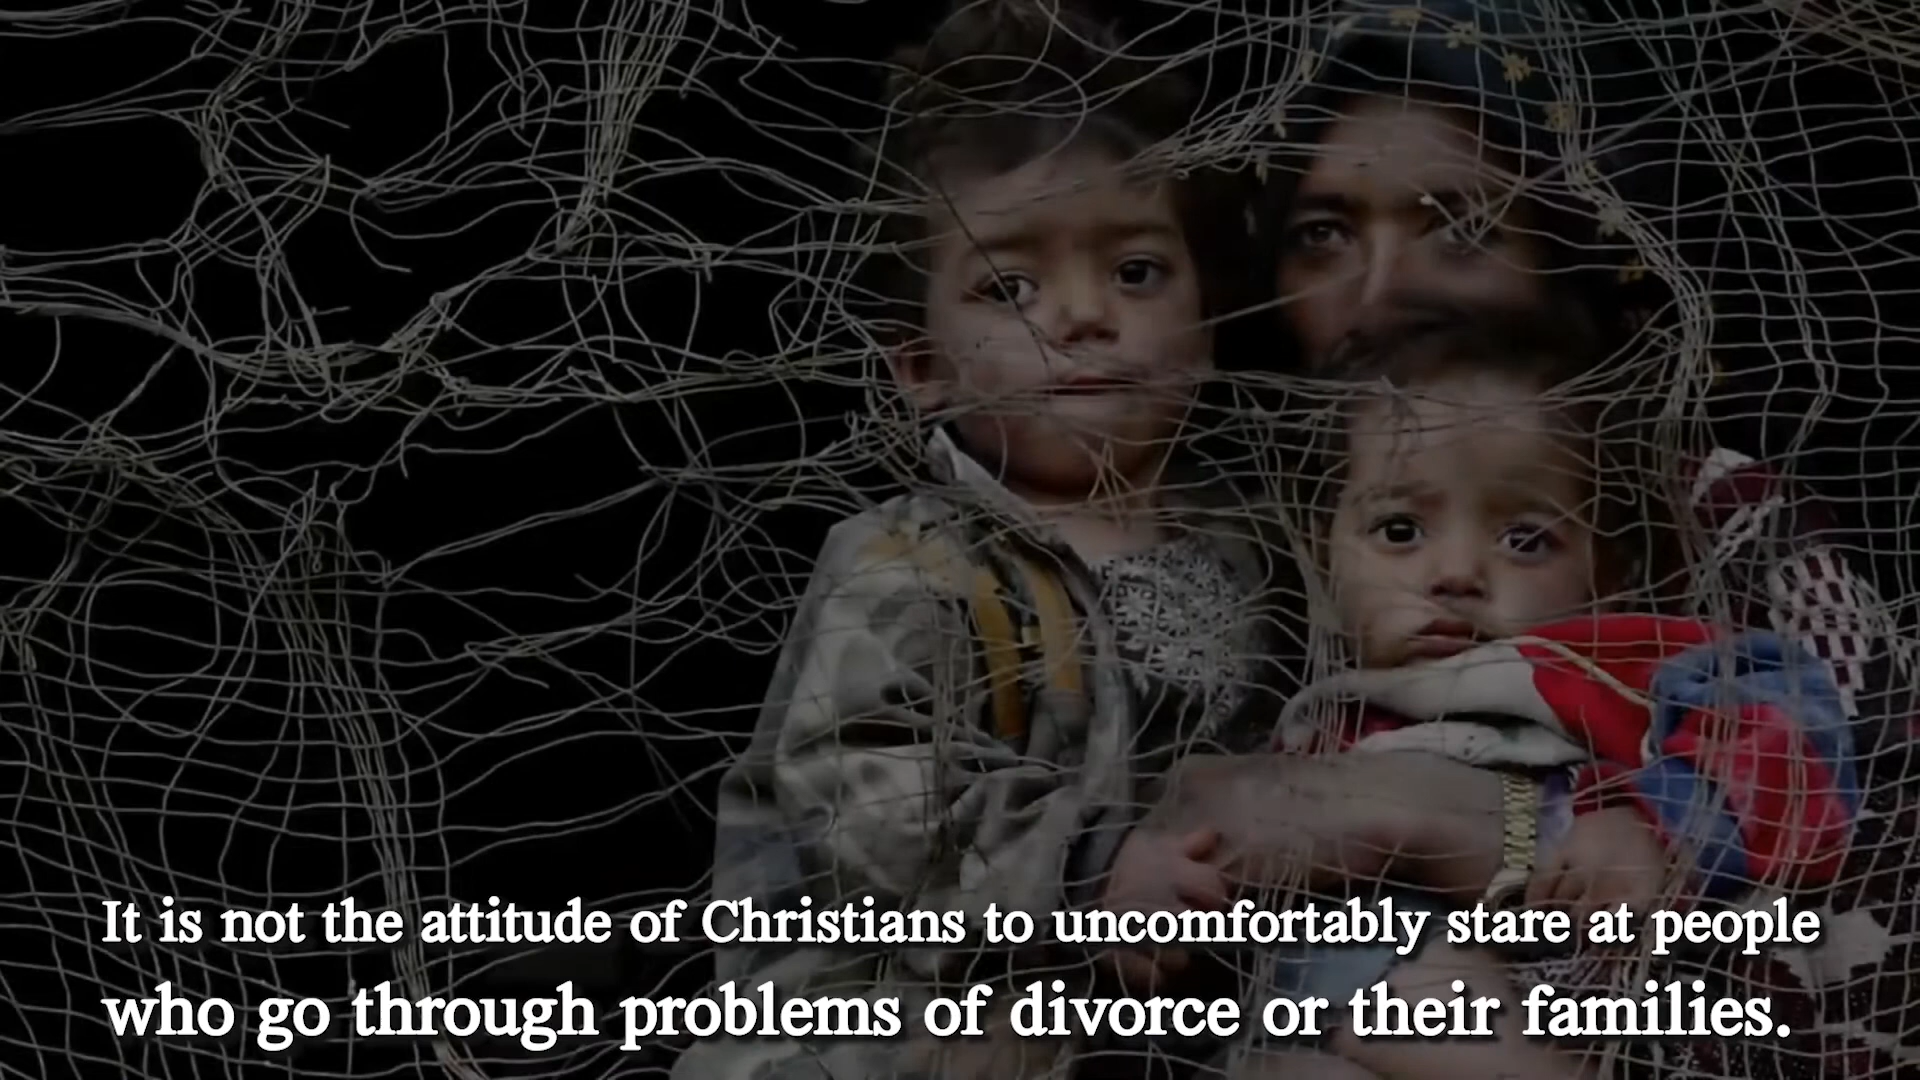 It is not the attitude of Christians to uncomfortably stare at people
who go through problems of divorce or their families.